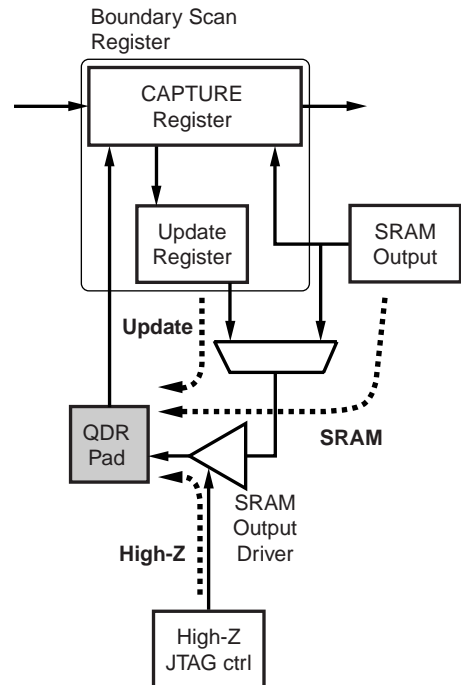 Boundary Scan
Register
CAPTURE
Register
Update
Register
SRAM
Output
Update
SRAM
QDR
Pad
SRAM
Output
Driver
High-Z
High-Z
JTAG ctrl